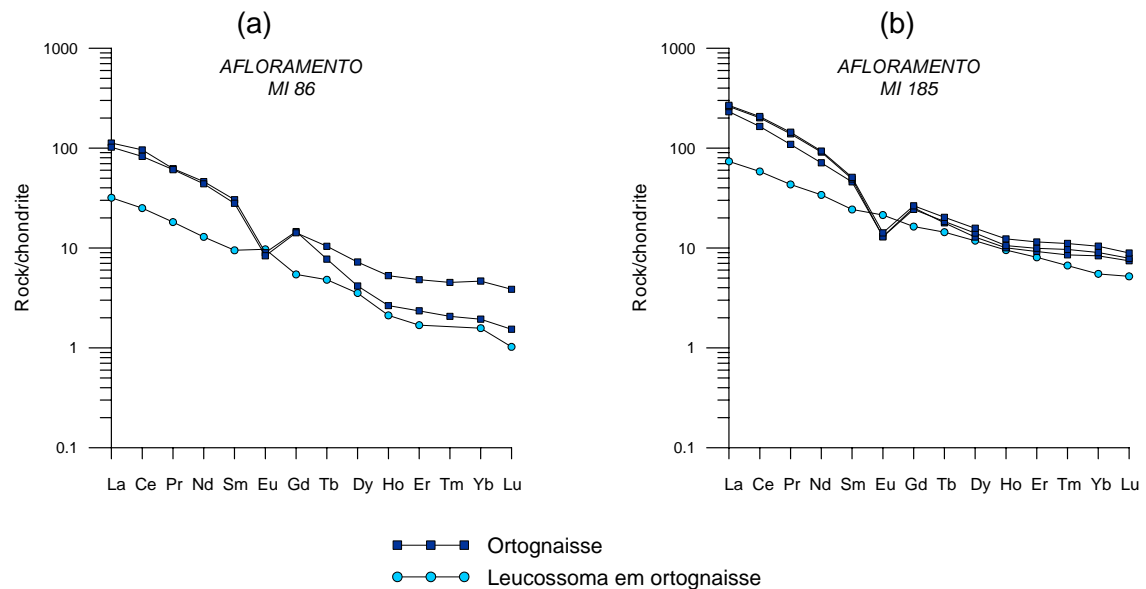 (a)
AFLORAMENTO
MI 86
1000
100
10
1
0.1
Rock/chondrite
La Ce Pr Nd Sm Eu Gd Tb Dy Ho Er Tm Yb Lu
(b)
AFLORAMENTO
MI 185
1000
100
10
1
0.1
Rock/chondrite
La Ce Pr Nd Sm Eu Gd Tb Dy Ho Er Tm Yb Lu
Ortognaisse
Leucossoma em ortognaisse